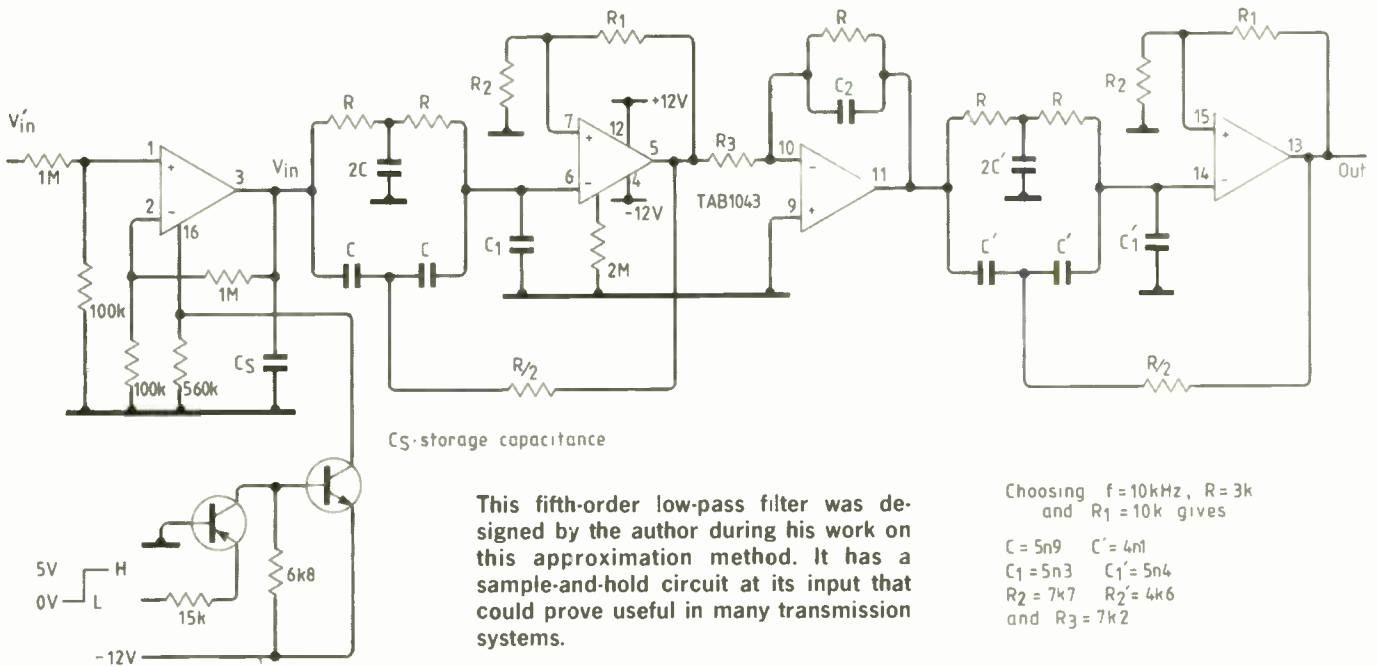 R1
R
R2
C2
R1
R2
V'in
1M
1
+
2
-
3
16
Vin
R
R
2C
7
+
12
+12V
5
6
-
4
-12V
R3
TAB1043
10
-
11
9
+
R
R
2C'
15
+
13
Out
14
-
C
C
C1
2M
C'
C'
C'1
100k
1M
100k
560k
CS
R/2
R/2
CS-storage capacitance
5V
H
0V
L
15k
6k8
-12V
This fifth-order low-pass filter was de-
signed by the author during his work on
this approximation method. It has a
sample-and-hold circuit at its input that
could prove useful in many transmission
systems.
Choosing f=10kHz, R=3k
and R1=10k gives
C=5n9 C'=4n1
C1=5n3 C1'=5n4
R2=7k7 R2'=4k6
and R3=7k2